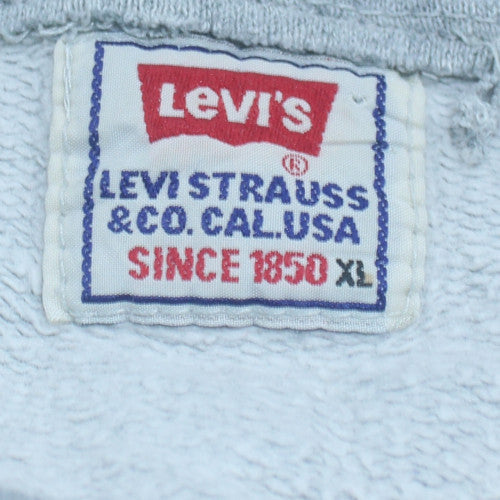 Levi's
®
LEVI STRAUSS
& CO. CAL. USA
SINCE 1850 XL